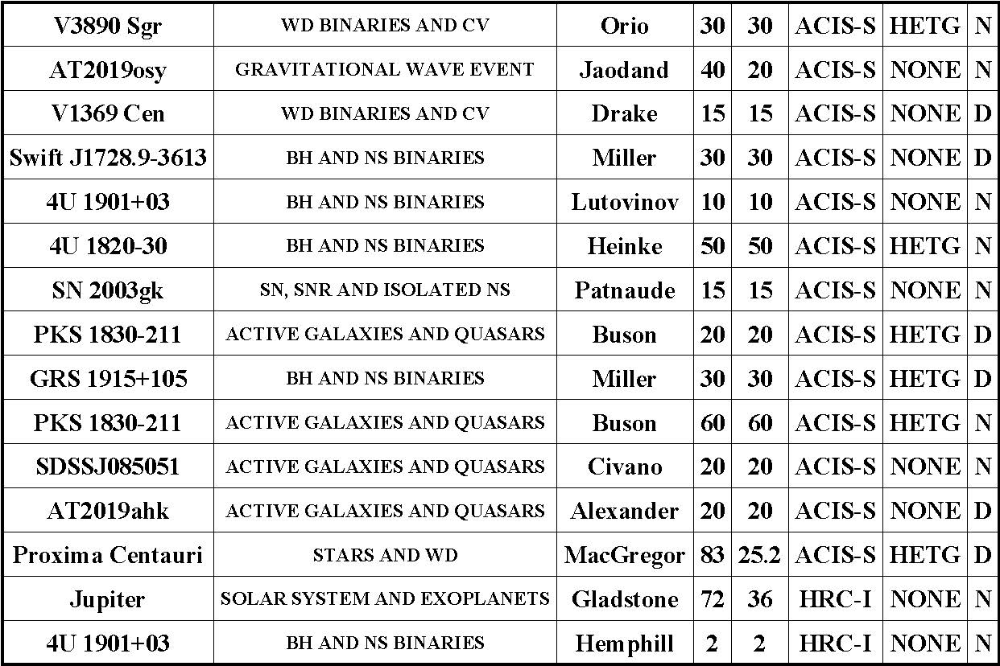 V3890 Sgr WD BINARIES AND CV Orio 30 30 ACIS-S HETG N
AT2019osy GRAVITATIONAL WAVE EVENT Jaodand 40 20 ACIS-S NONE N
V1369 Cen WD BINARIES AND CV Drake 15 15 ACIS-S NONE D
Swift J1728.9-3613 BH AND NS BINARIES Miller 30 30 ACIS-S NONE D
4U 1901+03 BH AND NS BINARIES Lutovinov 10 10 ACIS-S NONE N
4U 1820-30 BH AND NS BINARIES Heinke 50 50 ACIS-S HETG N
SN 2003gk SN, SNR AND ISOLATED NS Patnaude 15 15 ACIS-S NONE N
PKS 1830-211 ACTIVE GALAXIES AND QUASARS Buson 20 20 ACIS-S HETG D
GRS 1915+105 BH AND NS BINARIES Miller 30 30 ACIS-S HETG D
PKS 1830-211 ACTIVE GALAXIES AND QUASARS Buson 60 60 ACIS-S HETG N
SDSSJ085051 ACTIVE GALAXIES AND QUASARS Civano 20 20 ACIS-S NONE N
AT2019ahk ACTIVE GALAXIES AND QUASARS Alexander 20 20 ACIS-S NONE D
Proxima Centauri STARS AND WD MacGregor 83 25.2 ACIS-S HETG D
Jupiter SOLAR SYSTEM AND EXOPLANETS Gladstone 72 36 HRC-I NONE N
4U 1901+03 BH AND NS BINARIES Hemphill 2 2 HRC-I NONE N